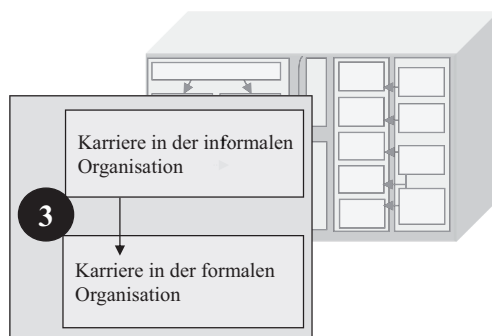 Karriere in der informalen
Organisation
3
Karriere in der formalen
Organisation